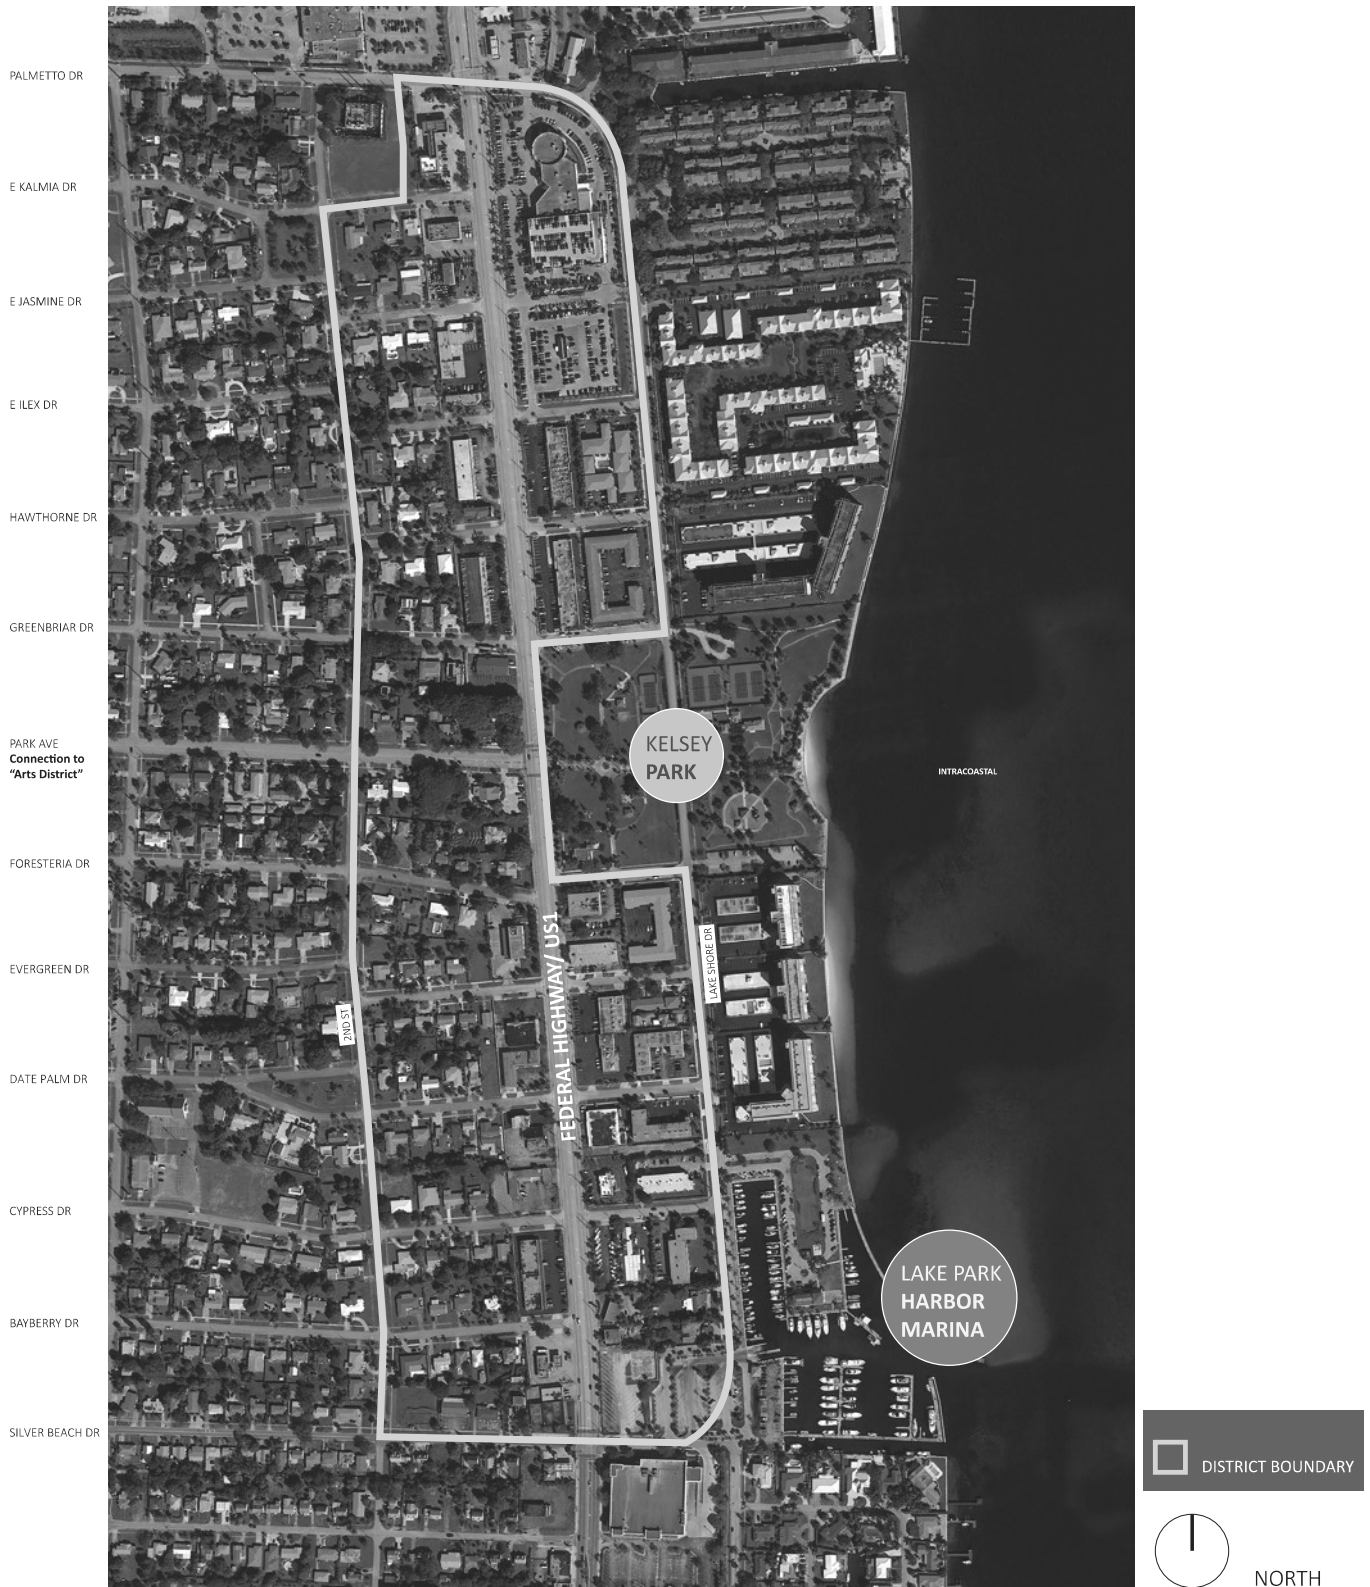 PALMETTO DR
E KALMIA DR
E JASMINE DR
E ILEX DR
HAWTHORNE DR
GREENBRIAR DR
PARK AVE
Connection to
"Arts District"
KELSEY
PARK
INTRACOASTAL
FORESTERIA DR
FEDERAL HIGHWAY/ US1
LAKE SHORE DR
EVERGREEN DR
2ND ST
DATE PALM DR
CYPRESS DR
LAKE PARK
HARBOR
MARINA
BAYBERRY DR
SILVER BEACH DR
DISTRICT BOUNDARY
NORTH